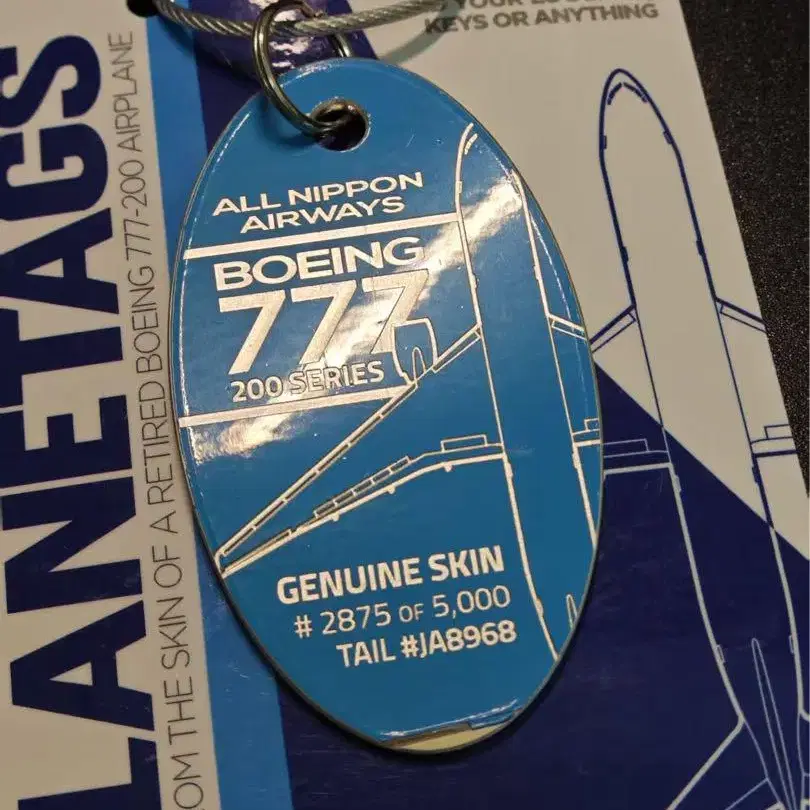 YOUR
KEYS OR ANYTHING
LANETAGS
OM THE SKIN OF A RETIRED BOEING 777-200 AIRPLANE
ALL NIPPON
AIRWAYS
BOEING
777
200 SERIES
GENUINE SKIN
# 2875 OF 5,000
TAIL #JA8968